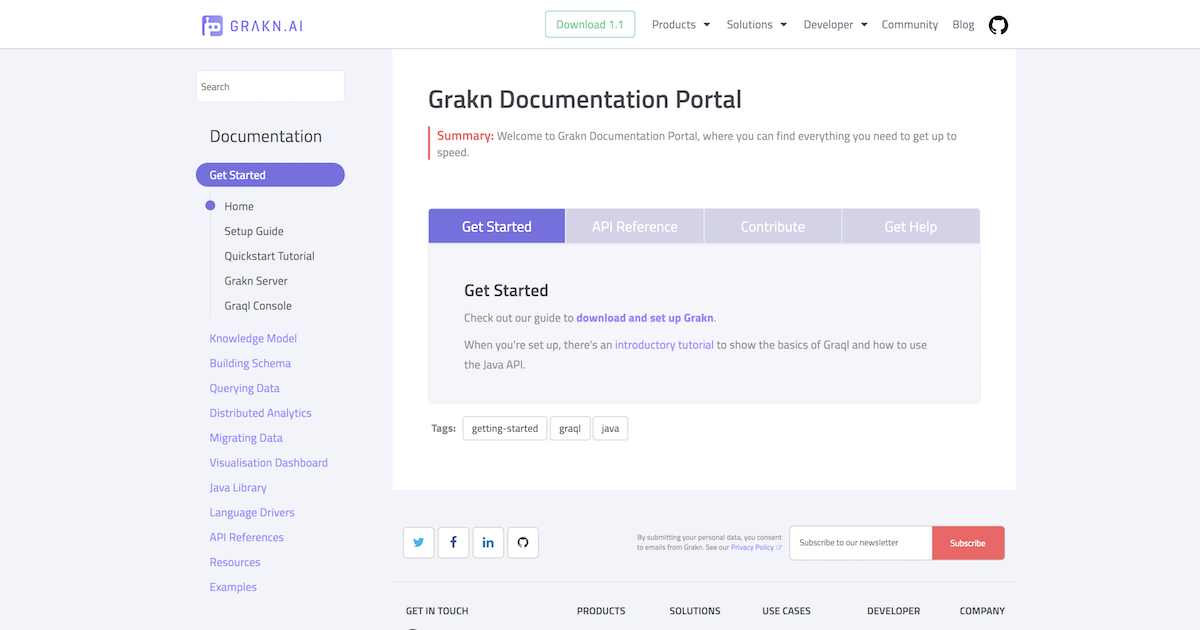 GRAKN.AI
Download 1.1
Products
Solutions
Developer
Community
Blog
Search
Documentation
Get Started
Home
Setup Guide
Quickstart Tutorial
Grakn Server
Graql Console
Knowledge Model
Building Schema
Querying Data
Distributed Analytics
Migrating Data
Visualisation Dashboard
Java Library
Language Drivers
API References
Resources
Examples
Grakn Documentation Portal
Summary: Welcome to Grakn Documentation Portal, where you can find everything you need to get up to
speed.
Get Started
API Reference
Contribute
Get Help
Get Started
Check out our guide to download and set up Grakn.
When you're set up, there's an introductory tutorial to show the basics of Graql and how to use
the Java API.
Tags:
getting-started
graql
java
By submitting your personal data, you consent
to emails from Grakn. See our Privacy Policy
Subscribe to our newsletter
Subscribe
GET IN TOUCH
PRODUCTS
SOLUTIONS
USE CASES
DEVELOPER
COMPANY